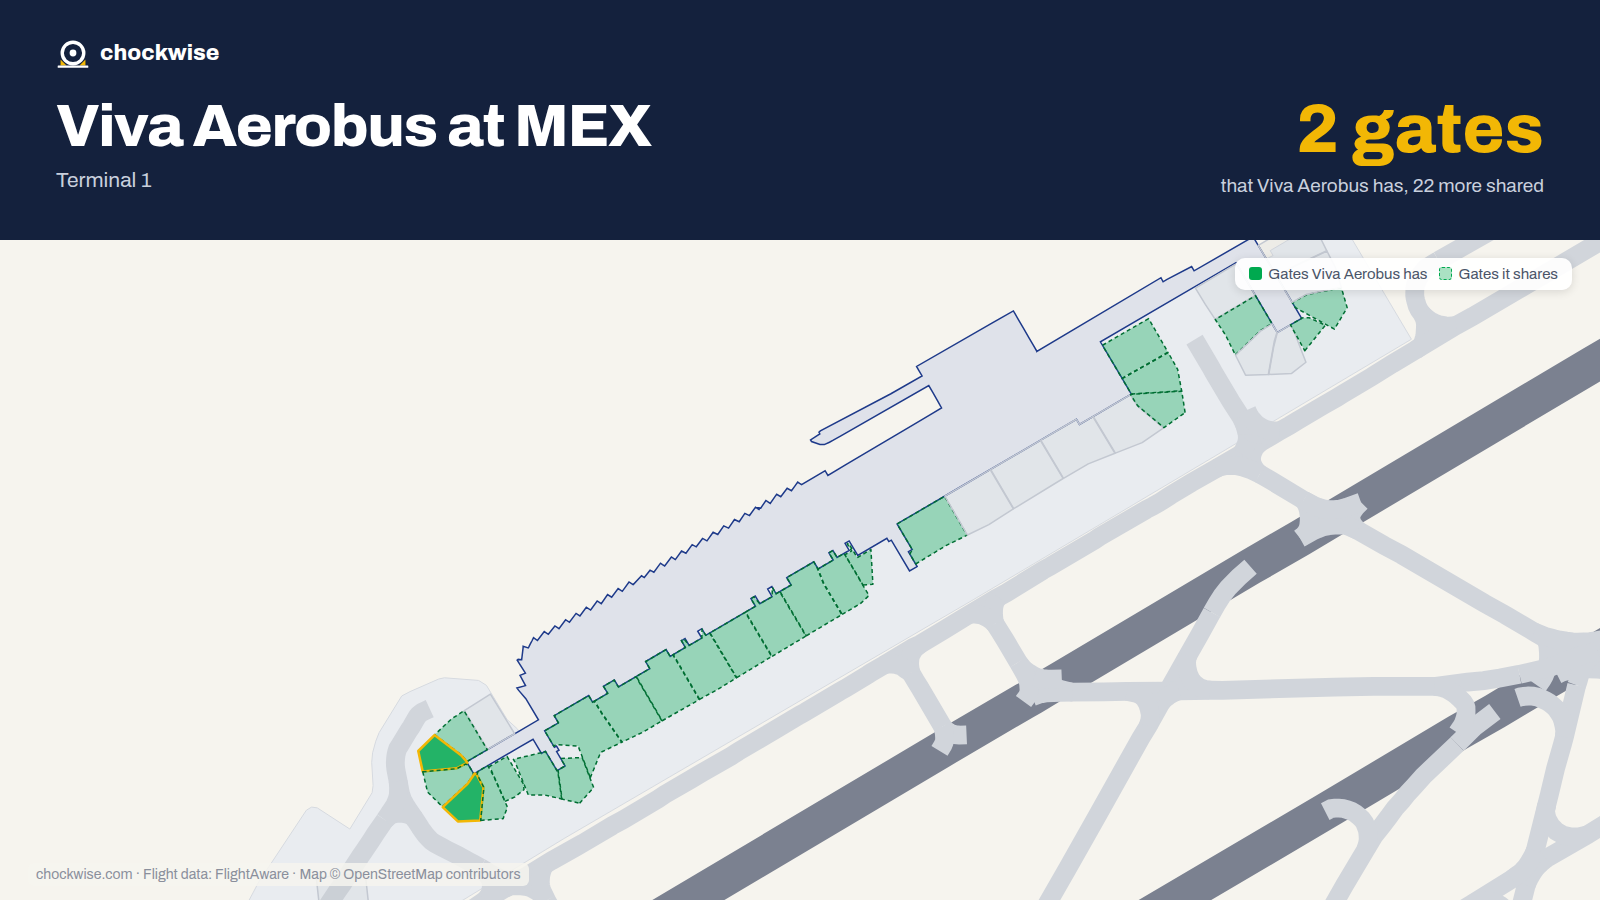 chockwise
Viva Aerobus at MEX
Terminal 1
2 gates
that Viva Aerobus has, 22 more shared
Gates Viva Aerobus has
Gates it shares
chockwise.com · Flight data: FlightAware · Map © OpenStreetMap contributors